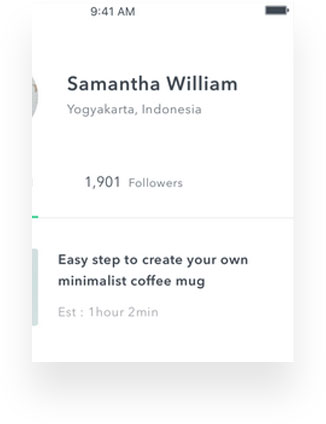 9:41 AM
Samantha William
Yogyakarta, Indonesia
1,901 Followers
Easy step to create your own
minimalist coffee mug
Est : 1hour 2min